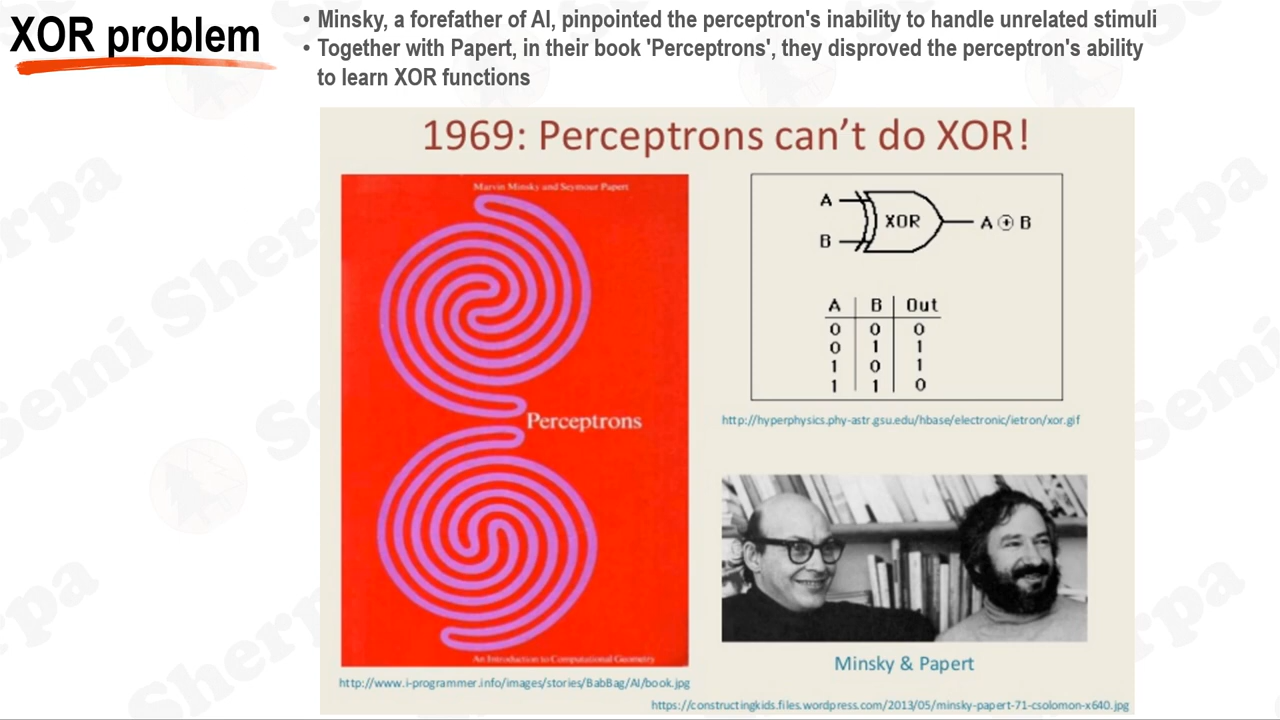 XOR problem
• Minsky, a forefather of AI, pinpointed the perceptron's inability to handle unrelated stimuli
• Together with Papert, in their book 'Perceptrons', they disproved the perceptron's ability
to learn XOR functions
1969: Perceptrons can't do XOR!
Marvin Minsky and Seymour Papert
Perceptrons
An Introduction to Computational Geometry
http://www.i-programmer.info/images/stories/BabBag/AI/book.jpg
A
B
XOR
A ⊕ B
A B Out
0 0 0
0 1 1
1 0 1
1 1 0
http://hyperphysics.phy-astr.gsu.edu/hbase/electronic/ietron/xor.gif
Minsky & Papert
https://constructingkids.files.wordpress.com/2013/05/minsky-papert-71-csolomon-x640.jpg
Semi Sherpa